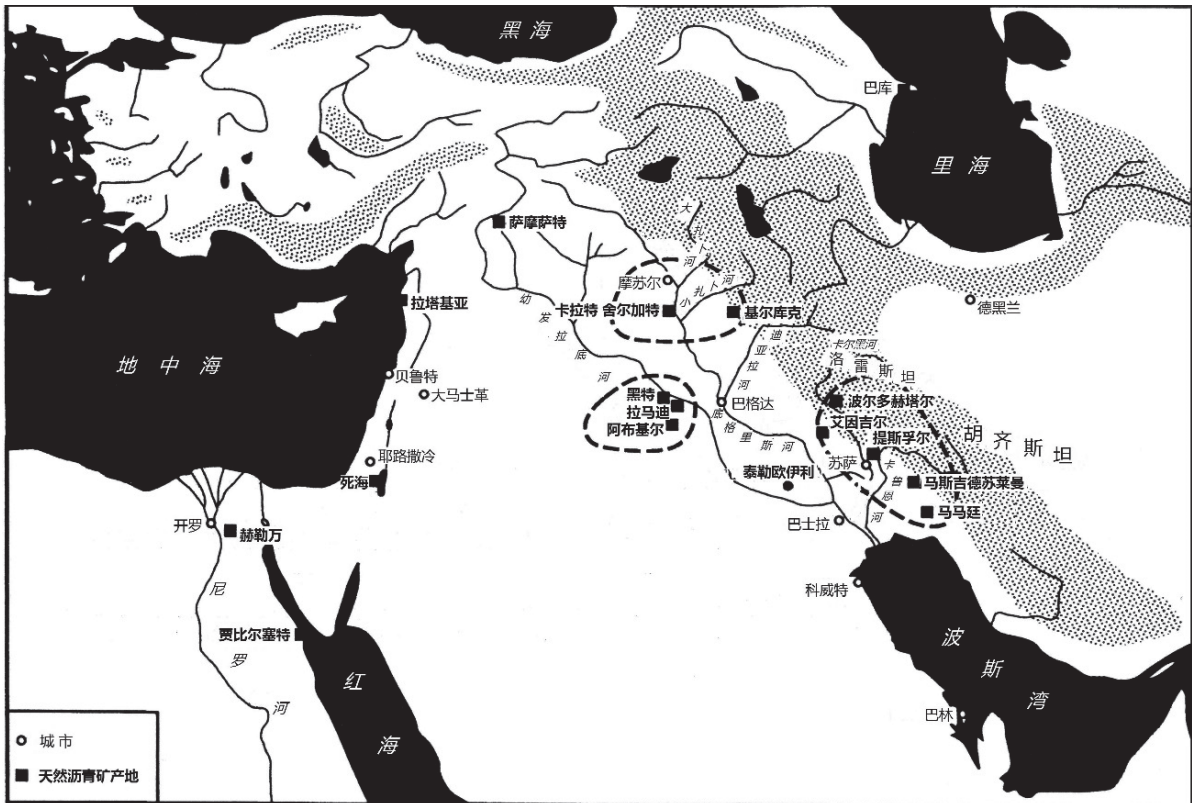 黑海
巴库
里海
萨摩萨特
大扎卜河
摩苏尔
小扎卜河
拉塔基亚
幼发拉底河
卡拉特 舍尔加特
基尔库克
德黑兰
迪亚拉河
卡尔黑河
洛雷斯坦
地中海
贝鲁特
大马士革
黑特
拉马迪
阿布基尔
巴格达
底格里斯河
波尔多赫塔尔
艾因吉尔
提斯孚尔
胡齐斯坦
耶路撒冷
死海
泰勒欧伊利
苏萨
卡鲁恩河
马斯吉德苏莱曼
马马廷
开罗
赫勒万
巴士拉
尼罗河
科威特
贾比尔塞特
红海
波斯湾
巴林
城市
天然沥青矿产地